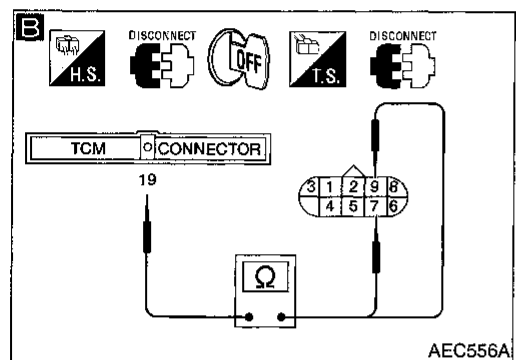 B
DISCONNECT
DISCONNECT
H.S.
OFF
T.S.
TCM CONNECTOR
19
3 1 2 9 8
4 5 7 6
Ω
AEC556A